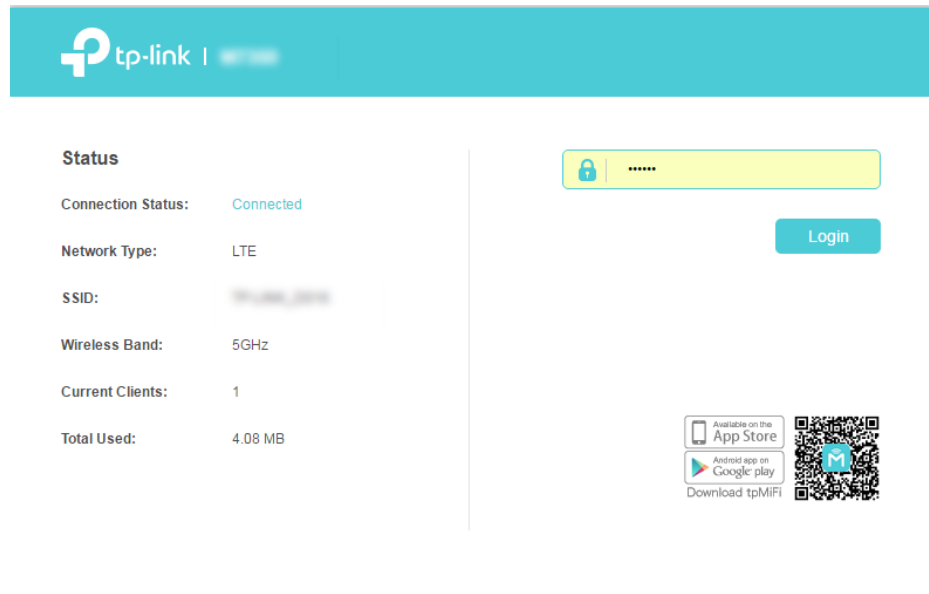 tp-link |
Status
Connection Status: Connected
Network Type: LTE
SSID:
Wireless Band: 5GHz
Current Clients: 1
Total Used: 4.08 MB
••••••
Login
Available on the
App Store
Android app on
Google play
Download tpMiFi
M